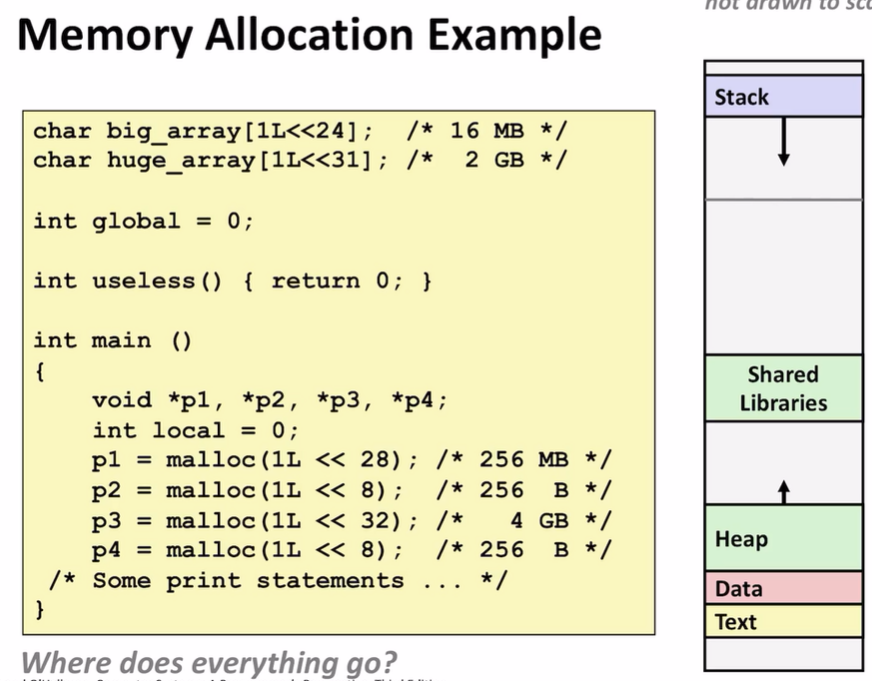 not drawn to
Memory Allocation Example
char big_array[1L<<24];  /* 16 MB */
char huge_array[1L<<31]; /*  2 GB */
int global = 0;
int useless() { return 0; }
int main ()
{
    void *p1, *p2, *p3, *p4;
    int local = 0;
    p1 = malloc(1L << 28); /* 256 MB */
    p2 = malloc(1L << 8);  /* 256  B */
    p3 = malloc(1L << 32); /*   4 GB */
    p4 = malloc(1L << 8);  /* 256  B */
 /* Some print statements ... */
}
Where does everything go?
Stack
Shared
Libraries
Heap
Data
Text